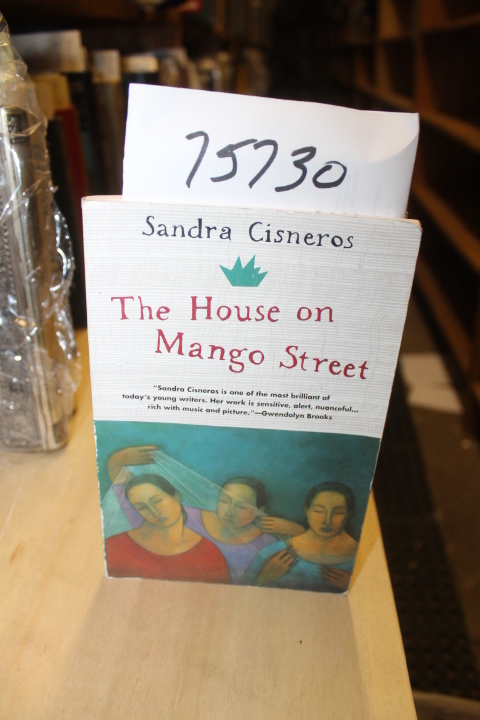 75730
Sandra Cisneros
The House on
Mango Street
"Sandra Cisneros is one of the most brilliant of
today's young writers. Her work is sensitive, alert, nuanceful...
rich with music and picture."—Gwendolyn Brooks